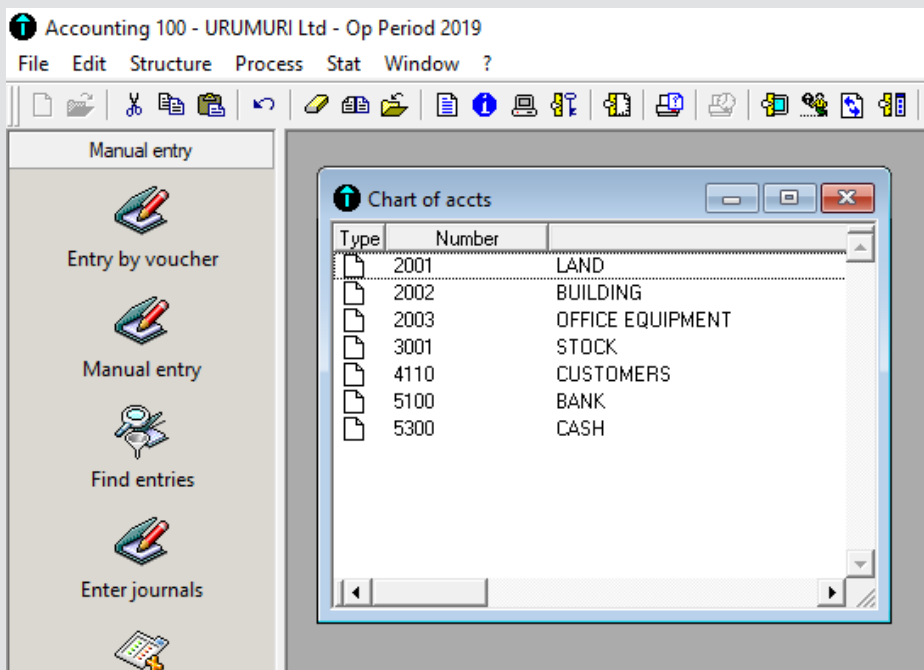 Accounting 100 - URUMURI Ltd - Op Period 2019
File Edit Structure Process Stat Window ?
Manual entry
Entry by voucher
Manual entry
Find entries
Enter journals
Chart of accts
Type Number
2001 LAND
2002 BUILDING
2003 OFFICE EQUIPMENT
3001 STOCK
4110 CUSTOMERS
5100 BANK
5300 CASH